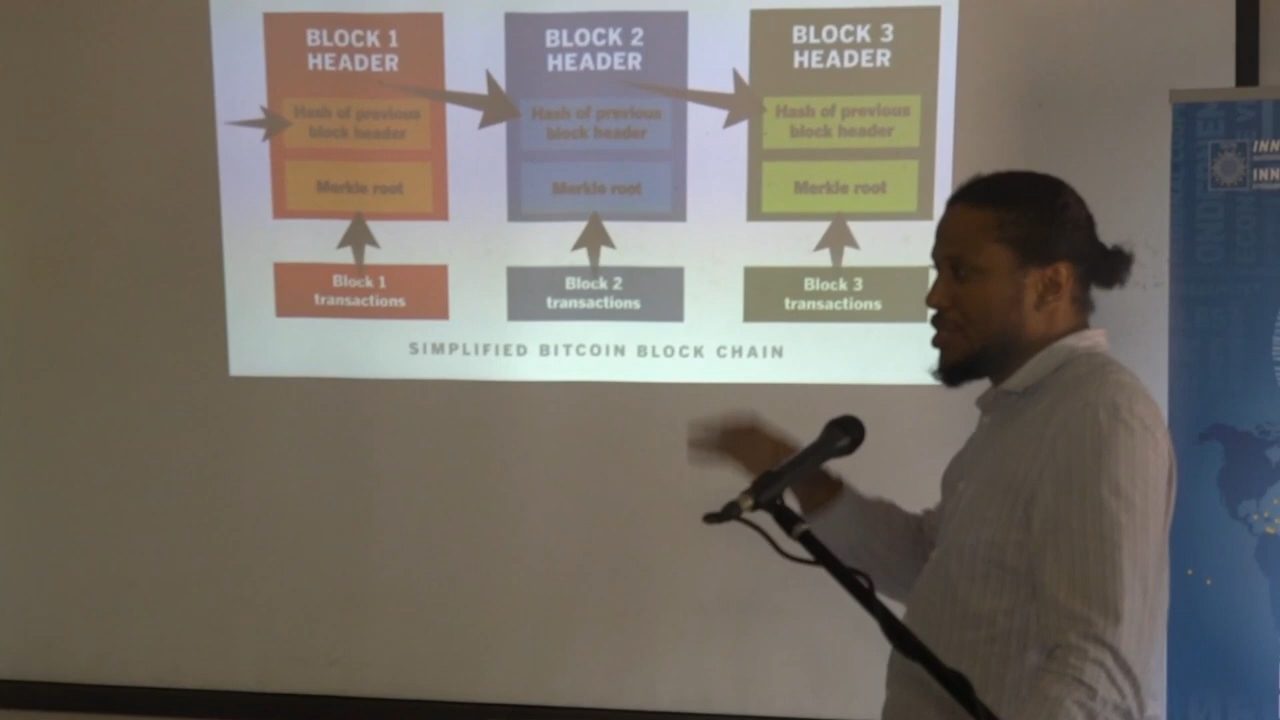 BLOCK 1
HEADER
Hash of previous
block header
Merkle root
Block 1
transactions
BLOCK 2
HEADER
Hash of previous
block header
Merkle root
Block 2
transactions
BLOCK 3
HEADER
Hash of previous
block header
Merkle root
Block 3
transactions
SIMPLIFIED BITCOIN BLOCK CHAIN
INN
INN